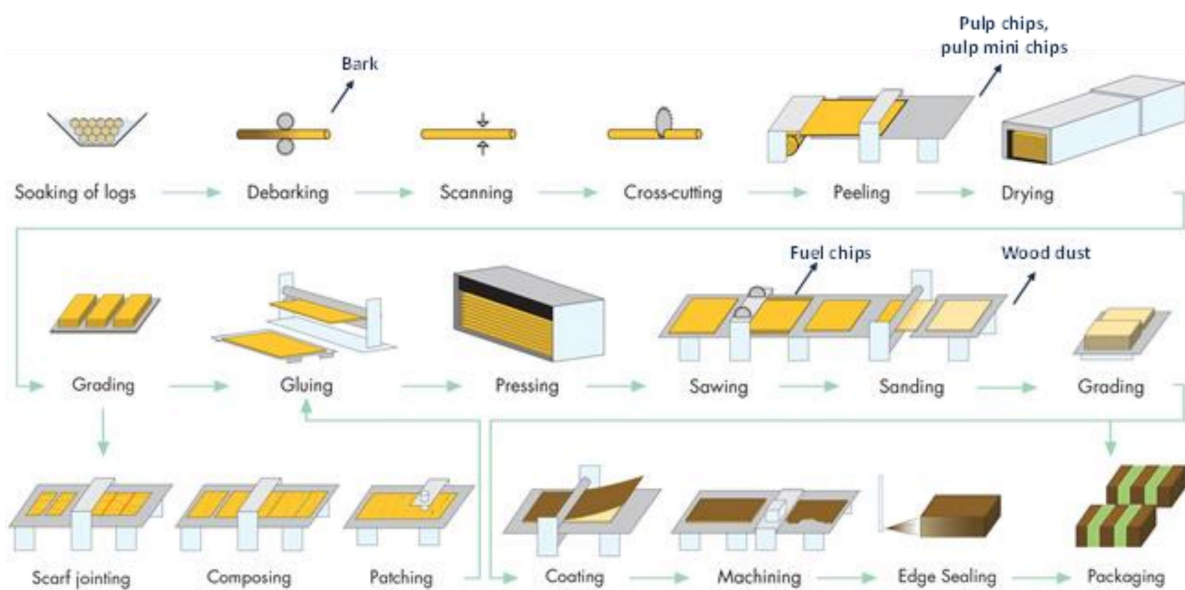 Pulp chips,
pulp mini chips
Bark
Soaking of logs
Debarking
Scanning
Cross-cutting
Peeling
Drying
Fuel chips
Wood dust
Grading
Gluing
Pressing
Sawing
Sanding
Grading
Scarf jointing
Composing
Patching
Coating
Machining
Edge Sealing
Packaging